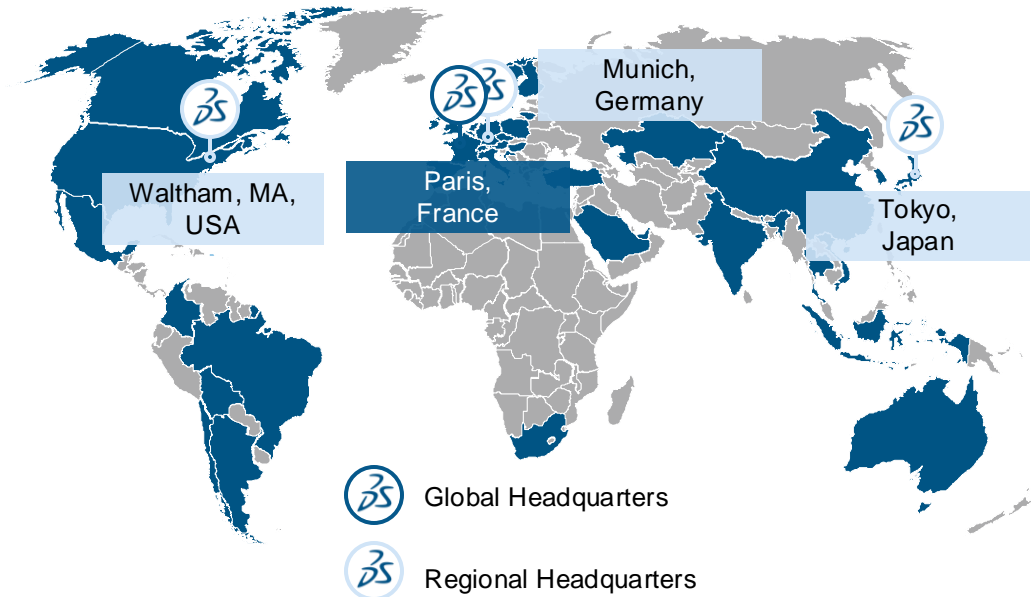 Munich,
Germany
Waltham, MA,
USA
Paris,
France
Tokyo,
Japan
Global Headquarters
Regional Headquarters